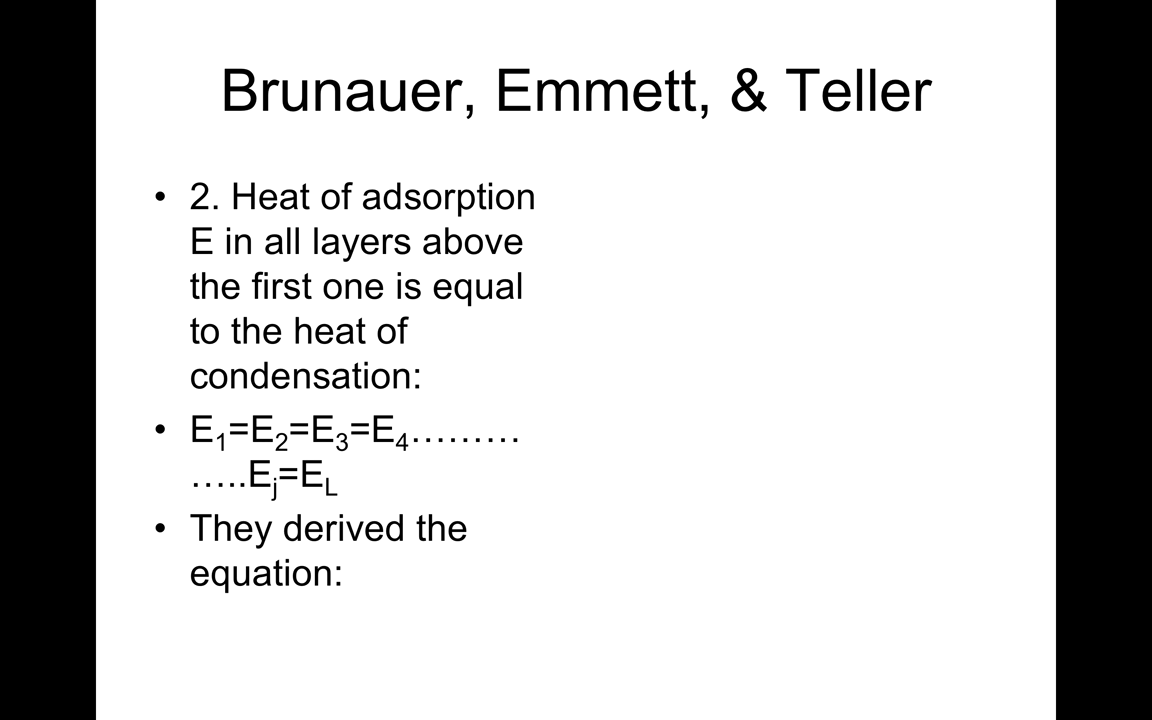 Brunauer, Emmett, & Teller
• 2. Heat of adsorption
E in all layers above
the first one is equal
to the heat of
condensation:
• E₁=E₂=E₃=E₄………
…..Eⱼ=E_L
• They derived the
equation: